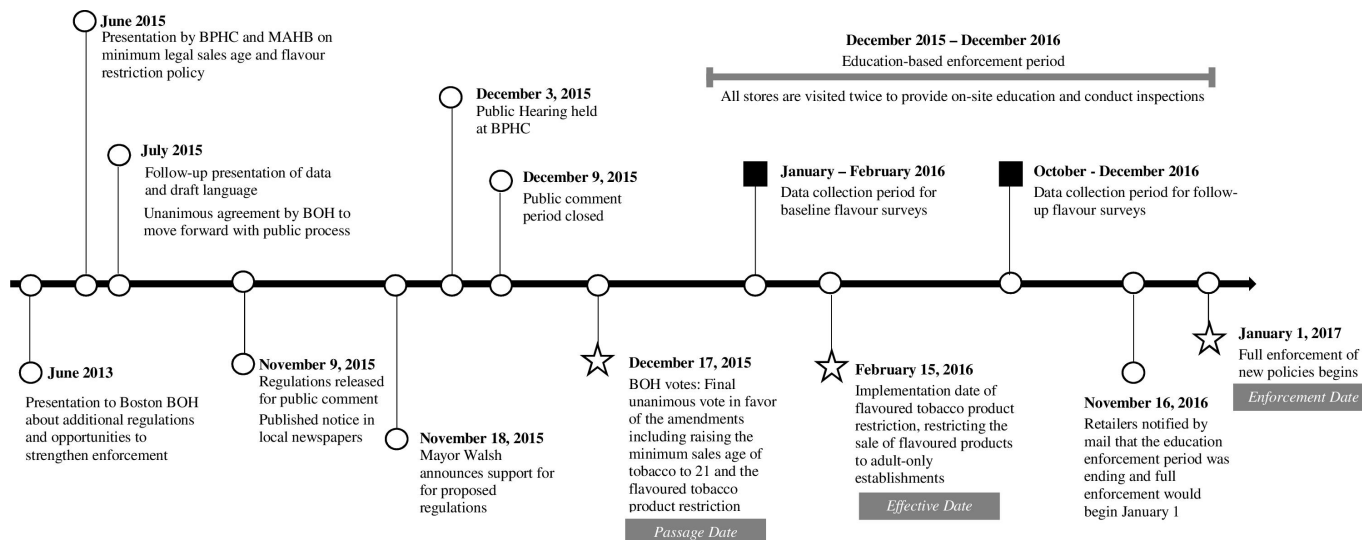 June 2015
Presentation by BPHC and MAHB on
minimum legal sales age and flavour
restriction policy
July 2015
Follow-up presentation of data
and draft language
Unanimous agreement by BOH to
move forward with public process
December 3, 2015
Public Hearing held
at BPHC
December 9, 2015
Public comment
period closed
December 2015 – December 2016
Education-based enforcement period
All stores are visited twice to provide on-site education and conduct inspections
January – February 2016
Data collection period for
baseline flavour surveys
October - December 2016
Data collection period for follow-
up flavour surveys
June 2013
Presentation to Boston BOH
about additional regulations
and opportunities to
strengthen enforcement
November 9, 2015
Regulations released
for public comment
Published notice in
local newspapers
November 18, 2015
Mayor Walsh
announces support for
for proposed
regulations
December 17, 2015
BOH votes: Final
unanimous vote in favor
of the amendments
including raising the
minimum sales age of
tobacco to 21 and the
flavoured tobacco
product restriction
Passage Date
February 15, 2016
Implementation date of
flavoured tobacco product
restriction, restricting the
sale of flavoured products
to adult-only
establishments
Effective Date
November 16, 2016
Retailers notified by
mail that the education
enforcement period was
ending and full
enforcement would
begin January 1
January 1, 2017
Full enforcement of
new policies begins
Enforcement Date